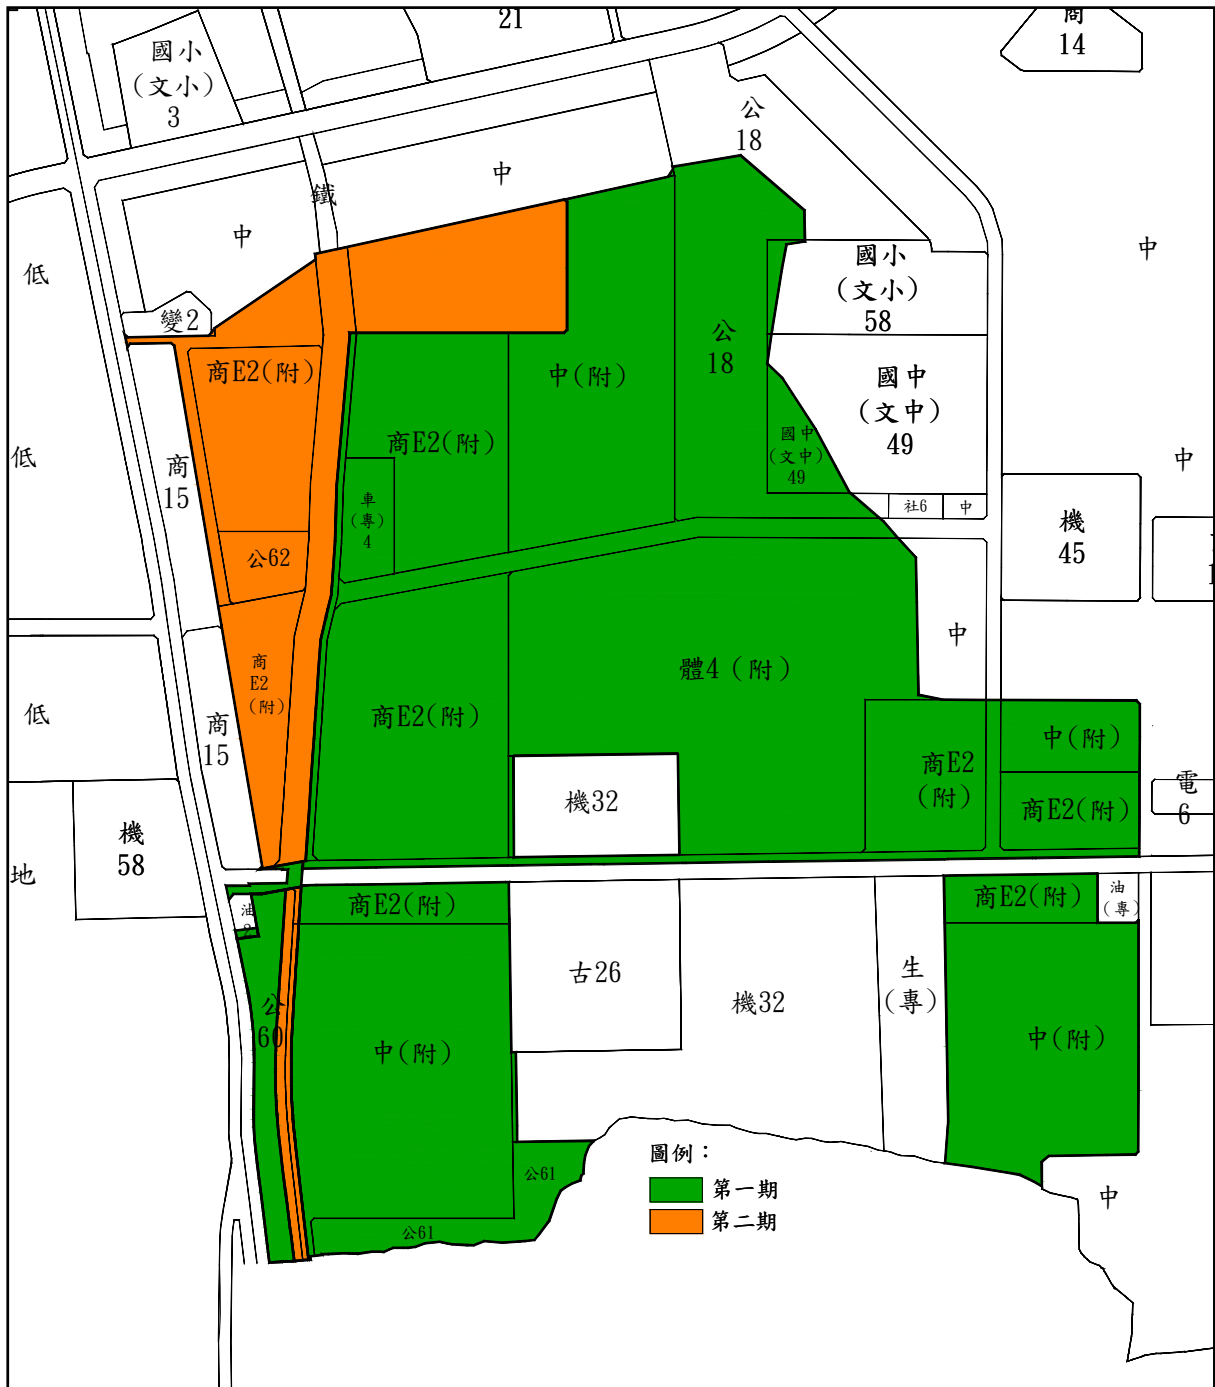 21
商
14
國小
(文小)
3
公
18
中
鐵
中
中
低
國小
(文小)
58
變2
公
18
商E2(附)
中(附)
國中
(文中)
49
國中
(文中)
49
商E2(附)
低
中
商
15
車
(專)
4
社6
中
機
45
公62
中
商
E2
(附)
體4 (附)
低
商
15
商E2(附)
中(附)
商E2
(附)
電
6
機32
商E2(附)
機
58
地
油
2
商E2(附)
商E2(附)
油
(專)
古26
生
(專)
機32
公
60
中(附)
中(附)
圖例：
公61
第一期
中
第二期
公61